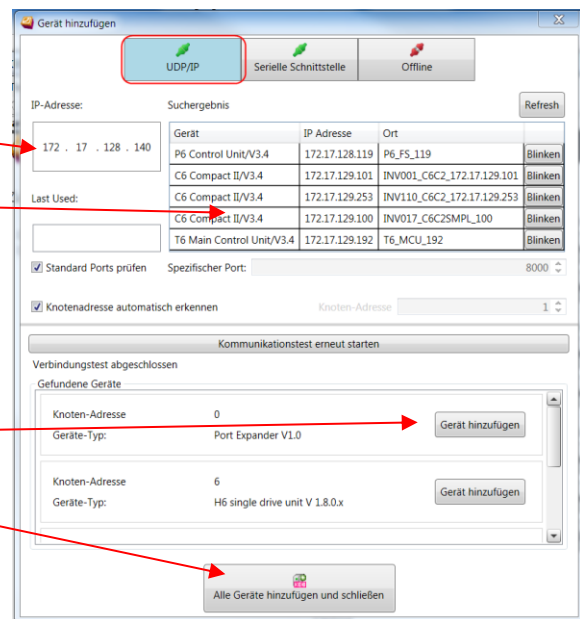 Gerät hinzufügen
UDP/IP Serielle Schnittstelle Offline
IP-Adresse: Suchergebnis Refresh
172 . 17 . 128 . 140
Gerät IP Adresse Ort
P6 Control Unit/V3.4 172.17.128.119 P6_FS_119 Blinken
C6 Compact II/V3.4 172.17.129.101 INV001_C6C2_172.17.129.101 Blinken
Last Used:
C6 Compact II/V3.4 172.17.129.253 INV110_C6C2_172.17.129.253 Blinken
C6 Compact II/V3.4 172.17.129.100 INV017_C6C2SMPL_100 Blinken
T6 Main Control Unit/V3.4 172.17.129.192 T6_MCU_192 Blinken
Standard Ports prüfen Spezifischer Port: 8000
Knotenadresse automatisch erkennen Knoten-Adresse 1
Kommunikationstest erneut starten
Verbindungstest abgeschlossen
Gefundene Geräte
Knoten-Adresse 0
Geräte-Typ: Port Expander V1.0
Gerät hinzufügen
Knoten-Adresse 6
Geräte-Typ: H6 single drive unit V 1.8.0.x
Gerät hinzufügen
Alle Geräte hinzufügen und schließen